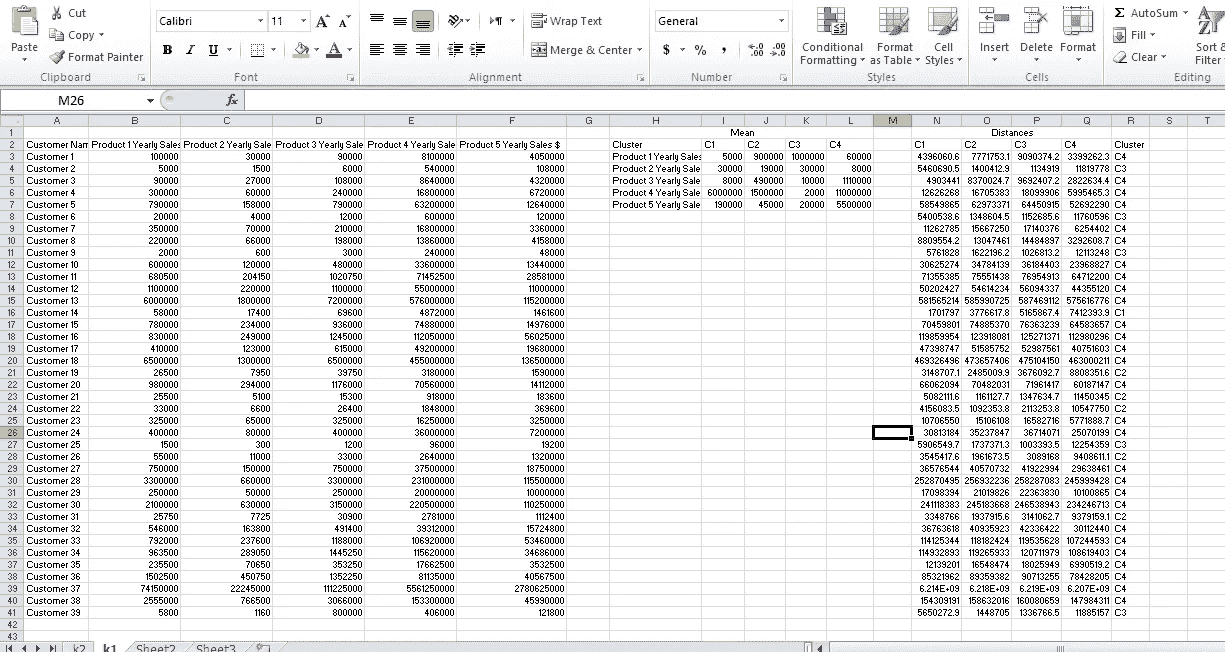 Cut
Copy
Format Painter
Paste
Clipboard
Calibri 11
B I U
Font
Wrap Text
Merge & Center
Alignment
General
$ % ,
Number
Conditional Formatting
Format as Table
Cell Styles
Styles
Insert Delete Format
Cells
Σ AutoSum
Fill
Clear
Sort & Filter
Editing
M26 fx
A B C D E F G H I J K L M N O P Q R S T
1 Mean Distances
2 Customer Nam Product 1 Yearly Sales Product 2 Yearly Sale Product 3 Yearly Sale Product 4 Yearly Sale Product 5 Yearly Sales $ Cluster C1 C2 C3 C4 C1 C2 C3 C4 Cluster
3 Customer 1 100000 30000 90000 8100000 4050000 Product 1 Yearly Sales 5000 900000 1000000 60000 4396060.6 7771753.1 9090374.2 3399262.3 C4
4 Customer 2 5000 1500 6000 540000 108000 Product 2 Yearly Sale 30000 19000 30000 8000 5460690.5 1400412.9 1134919 11819778 C3
5 Customer 3 90000 27000 108000 8640000 4320000 Product 3 Yearly Sale 8000 490000 10000 1110000 4903441 8370024.7 9692407.2 2822634.4 C4
6 Customer 4 300000 60000 240000 16800000 6720000 Product 4 Yearly Sale 6000000 1500000 2000 11000000 12626268 16705383 18099906 5995465.3 C4
7 Customer 5 790000 158000 790000 63200000 12640000 Product 5 Yearly Sale 190000 45000 20000 5500000 58549865 62973371 64450915 52692290 C4
8 Customer 6 20000 4000 12000 600000 120000 5400538.6 1348604.5 1152685.6 11760596 C3
9 Customer 7 350000 70000 210000 16800000 3360000 11262785 15667250 17140376 6254402 C4
10 Customer 8 220000 66000 198000 13860000 4158000 8809554.2 13047461 14484897 3292608.7 C4
11 Customer 9 2000 600 3000 240000 48000 5761828 1622196.2 1026813.2 12113248 C3
12 Customer 10 600000 120000 480000 33600000 13440000 30625274 34784139 36184403 23968827 C4
13 Customer 11 680500 204150 1020750 71452500 28581000 71355385 75551438 76954913 64712200 C4
14 Customer 12 1100000 220000 1100000 55000000 11000000 50202427 54614234 56094337 44355120 C4
15 Customer 13 6000000 1800000 7200000 576000000 115200000 581565214 585990725 587469112 575616776 C4
16 Customer 14 58000 17400 69600 4872000 1461600 1701797 3776617.8 5165867.4 7412393.9 C1
17 Customer 15 780000 234000 936000 74880000 14976000 70459801 74885370 76363239 64583657 C4
18 Customer 16 830000 249000 1245000 112050000 56025000 119859954 123918081 125271371 112980296 C4
19 Customer 17 410000 123000 615000 49200000 19680000 47398747 51585752 52987561 40751603 C4
20 Customer 18 6500000 1300000 6500000 455000000 136500000 469326496 473657406 475104150 463000211 C4
21 Customer 19 26500 7950 39750 3180000 1590000 3148707.1 2485009.9 3676092.7 8808351.6 C2
22 Customer 20 980000 294000 1176000 70560000 14112000 66062094 70482031 71961417 60187147 C4
23 Customer 21 25500 5100 15300 918000 183600 5082111.6 1161127.7 1347634.7 11450345 C2
24 Customer 22 33000 6600 26400 1848000 369600 4156083.5 1092353.8 2113253.8 10547750 C2
25 Customer 23 325000 65000 325000 16250000 3250000 10706550 15106108 16582716 5771888.7 C4
26 Customer 24 400000 80000 400000 36000000 7200000 30813184 35237847 36714071 25070199 C4
27 Customer 25 1500 300 1200 96000 19200 5906549.7 1737371.3 1003393.5 12254359 C3
28 Customer 26 55000 11000 33000 2640000 1320000 3545417.6 1961673.5 3089168 9408611.1 C2
29 Customer 27 750000 150000 750000 37500000 18750000 36576544 40570732 41922994 29638461 C4
30 Customer 28 3300000 660000 3300000 231000000 115500000 252870495 256932236 258287083 245999428 C4
31 Customer 29 250000 50000 250000 20000000 10000000 17098394 21019826 22363830 10100865 C4
32 Customer 30 2100000 630000 3150000 220500000 110250000 241118383 245183668 246538943 234246713 C4
33 Customer 31 25750 7725 30900 2781000 1112400 3348766 1937915.6 3141062.7 9379159.1 C2
34 Customer 32 546000 163800 491400 39312000 15724800 36763618 40935923 42336422 30112440 C4
35 Customer 33 792000 237600 1188000 106920000 53460000 114125344 118182424 119535628 107244593 C4
36 Customer 34 963500 289050 1445250 115620000 34686000 114932893 119265933 120711979 108619403 C4
37 Customer 35 235500 70650 353250 17662500 3532500 12139201 16548474 18025949 6990519.2 C4
38 Customer 36 1502500 450750 1352250 81135000 40567500 85321962 89359382 90713255 78428205 C4
39 Customer 37 74150000 22245000 111225000 5561250000 2780625000 6.214E+09 6.218E+09 6.219E+09 6.207E+09 C4
40 Customer 38 2555000 766500 3066000 153300000 45990000 154309191 158632016 160080659 147984311 C4
41 Customer 39 5800 1160 800000 406000 121800 5650272.9 1448705 1336766.5 11885157 C3
42
43
k2 k1 Sheet2 Sheet3